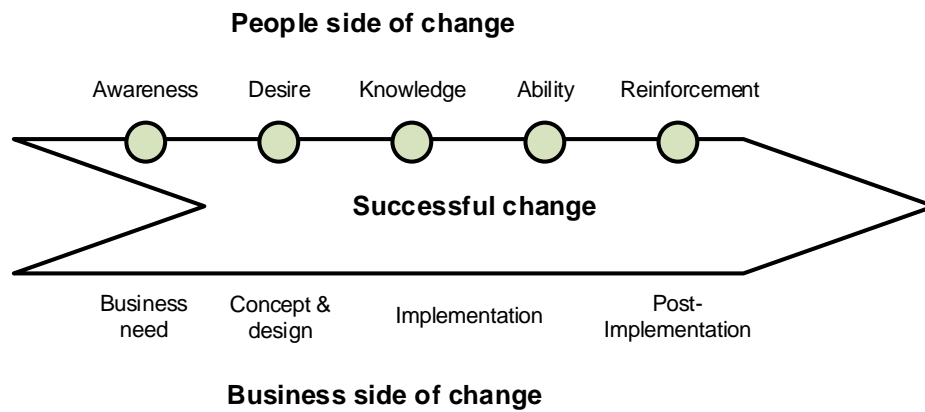 People side of change
Awareness
Desire
Knowledge
Ability
Reinforcement
Successful change
Business
need
Concept &
design
Implementation
Post-
Implementation
Business side of change